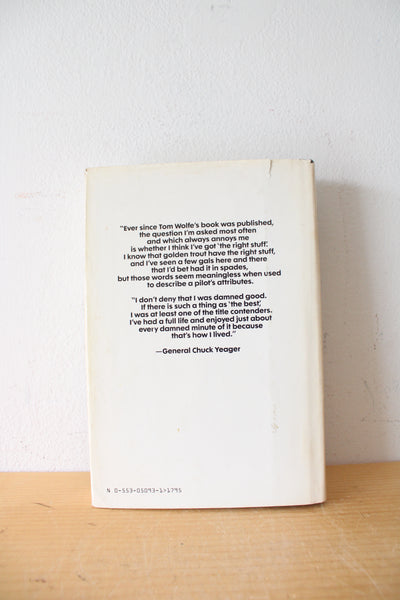 "Ever since Tom Wolfe's book was published,
the question I'm asked most often
and which always annoys me
is whether I think I've got 'the right stuff.'
I know that golden trout have the right stuff,
and I've seen a few gals here and there
that I'd bet had it in spades,
but those words seem meaningless when used
to describe a pilot's attributes.
"I don't deny that I was damned good.
If there is such a thing as 'the best,'
I was at least one of the title contenders.
I've had a full life and enjoyed just about
every damned minute of it because
that's how I lived."
—General Chuck Yeager
N 0-553-05093-1>>1795